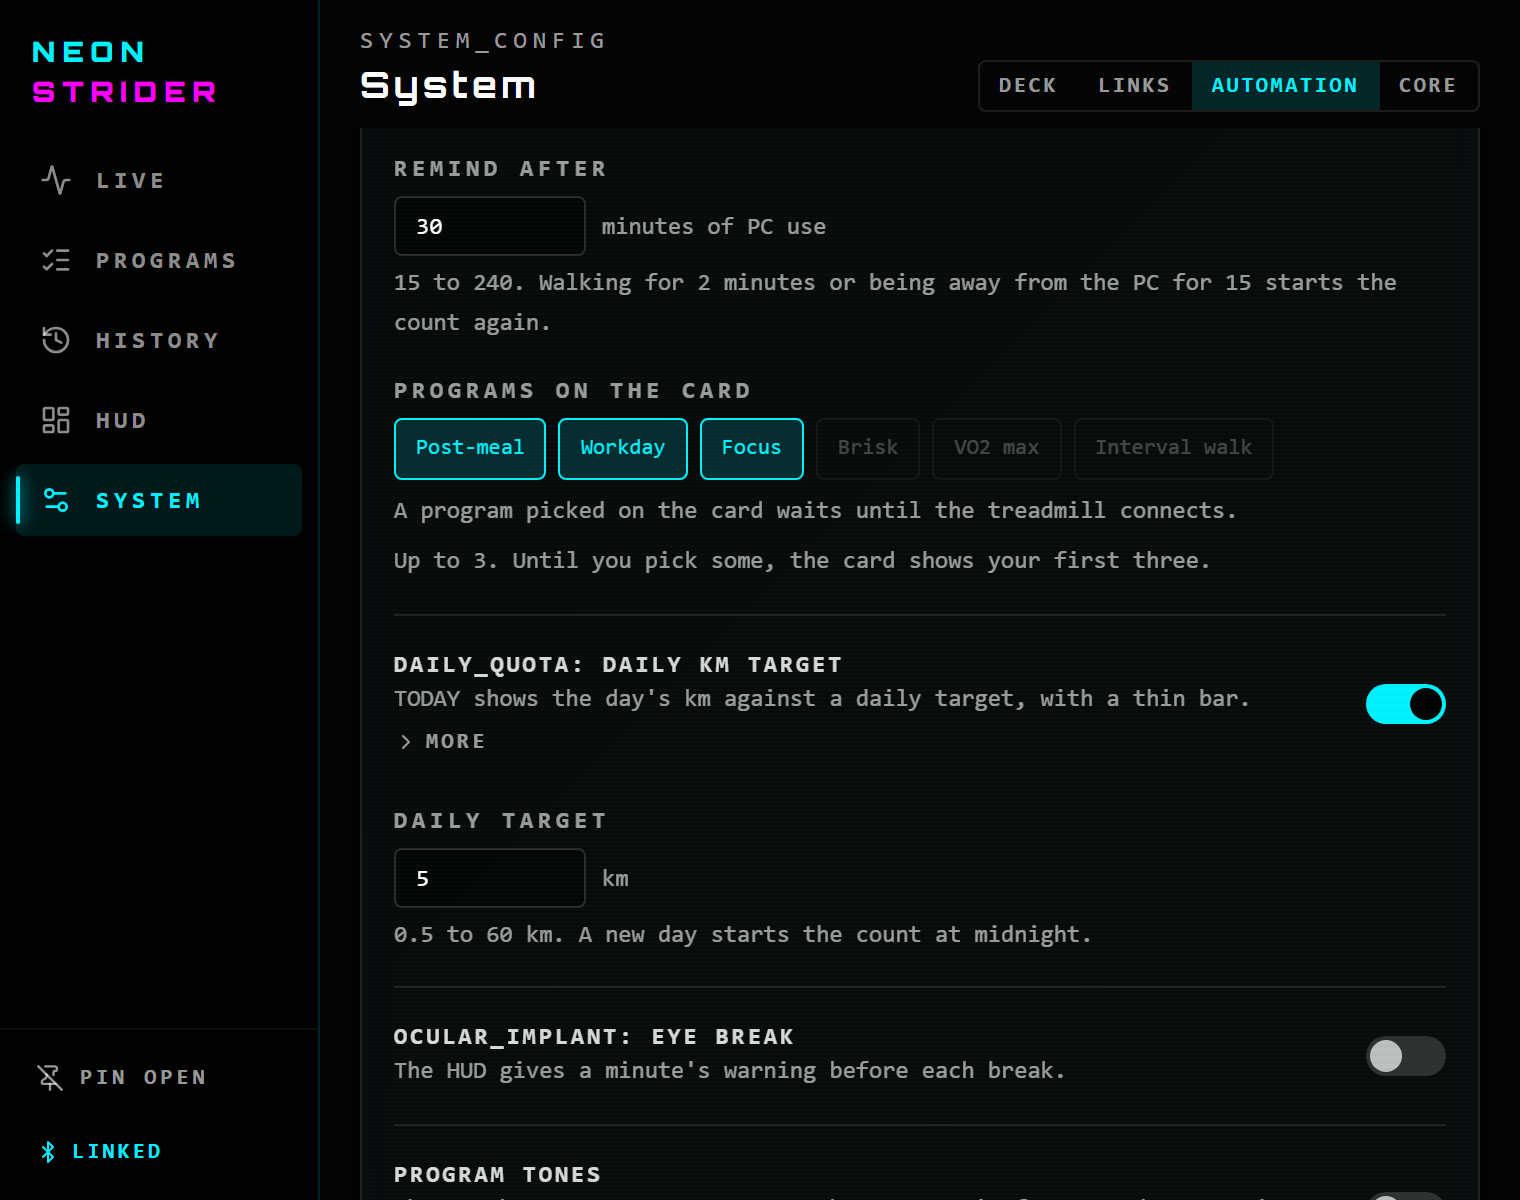 NEON
STRIDER
LIVE
PROGRAMS
HISTORY
HUD
SYSTEM
PIN OPEN
LINKED
SYSTEM_CONFIG
System
DECK LINKS AUTOMATION CORE
REMIND AFTER
30 minutes of PC use
15 to 240. Walking for 2 minutes or being away from the PC for 15 starts the
count again.
PROGRAMS ON THE CARD
Post-meal Workday Focus Brisk VO2 max Interval walk
A program picked on the card waits until the treadmill connects.
Up to 3. Until you pick some, the card shows your first three.
DAILY_QUOTA: DAILY KM TARGET
TODAY shows the day's km against a daily target, with a thin bar.
MORE
DAILY TARGET
5 km
0.5 to 60 km. A new day starts the count at midnight.
OCULAR_IMPLANT: EYE BREAK
The HUD gives a minute's warning before each break.
PROGRAM TONES